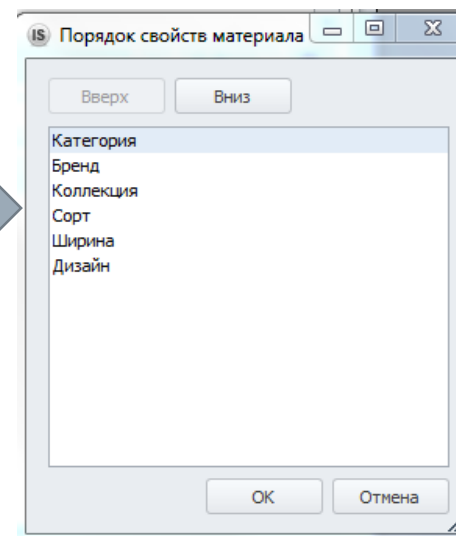 IS Порядок свойств материала
Вверх Вниз
Категория
Бренд
Коллекция
Сорт
Ширина
Дизайн
OK Отмена